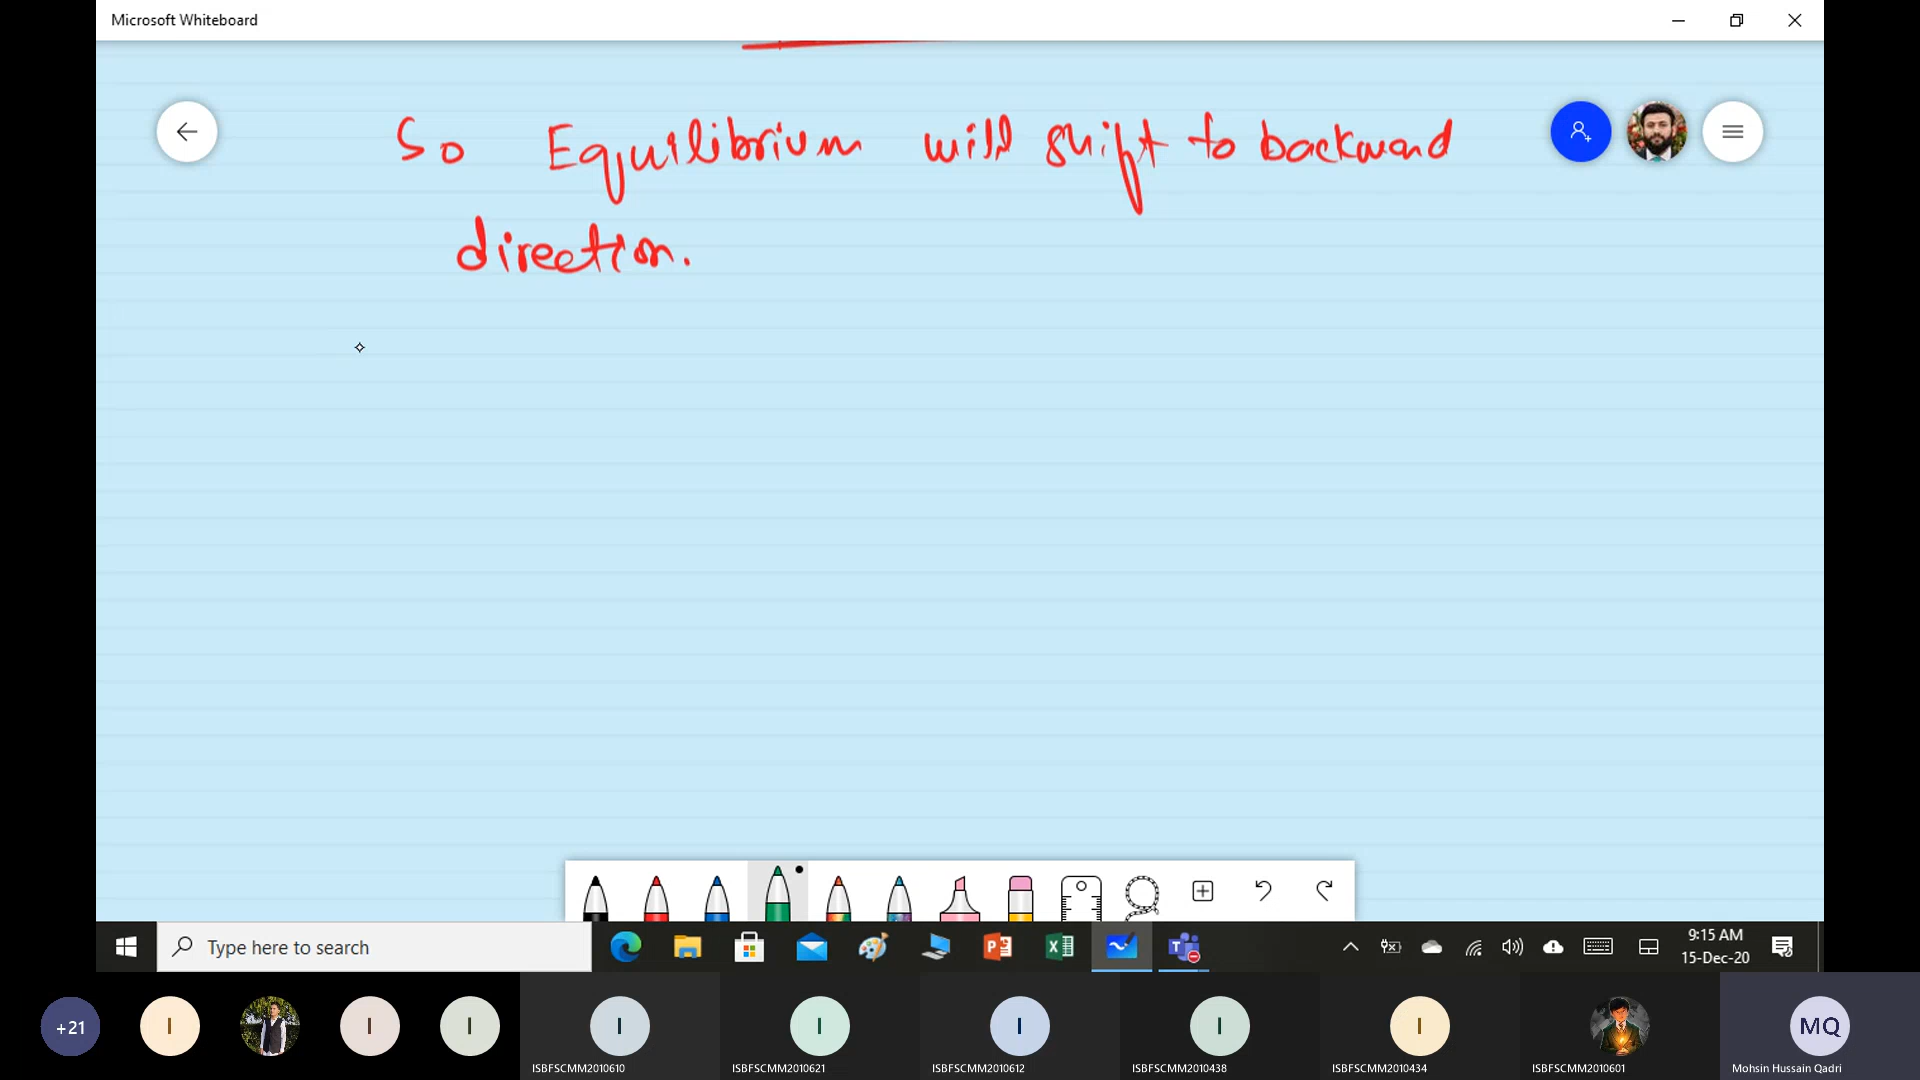 Microsoft Whiteboard
So Equilibrium will shift to backward
direction.
Type here to search
9:15 AM
15-Dec-20
+21
I
I
I
I
I
I
I
I
MQ
ISBFSCMM2010610
ISBFSCMM2010621
ISBFSCMM2010612
ISBFSCMM2010438
ISBFSCMM2010434
ISBFSCMM2010601
Mohsin Hussain Qadri